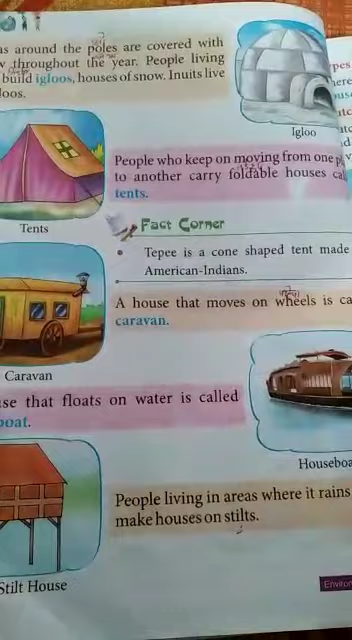 as around the poles are covered with
throughout the year. People living
build igloos, houses of snow. Inuits live
loos.
Igloo
People who keep on moving from one
to another carry foldable houses
tents.
Tents
Fact Corner
• Tepee is a cone shaped tent made
American-Indians.
A house that moves on wheels is
caravan.
Caravan
that floats on water is called
boat.
Houseboa
People living in areas where it rains
make houses on stilts.
Stilt House
Environ